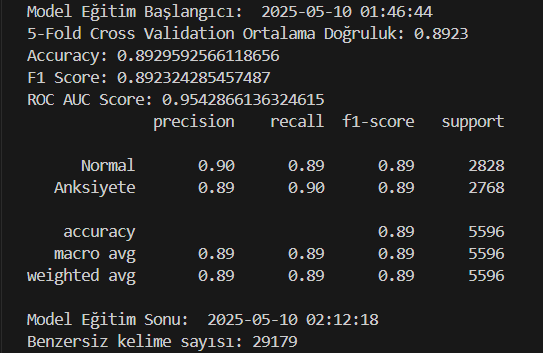 Model Eğitim Başlangıcı:  2025-05-10 01:46:44
5-Fold Cross Validation Ortalama Doğruluk: 0.8923
Accuracy: 0.8929592566118656
F1 Score: 0.892324285457487
ROC AUC Score: 0.9542866136324615
precision    recall  f1-score   support
Normal       0.90      0.89      0.89      2828
Anksiyete       0.89      0.90      0.89      2768
accuracy                           0.89      5596
macro avg       0.89      0.89      0.89      5596
weighted avg       0.89      0.89      0.89      5596
Model Eğitim Sonu:  2025-05-10 02:12:18
Benzersiz kelime sayısı: 29179